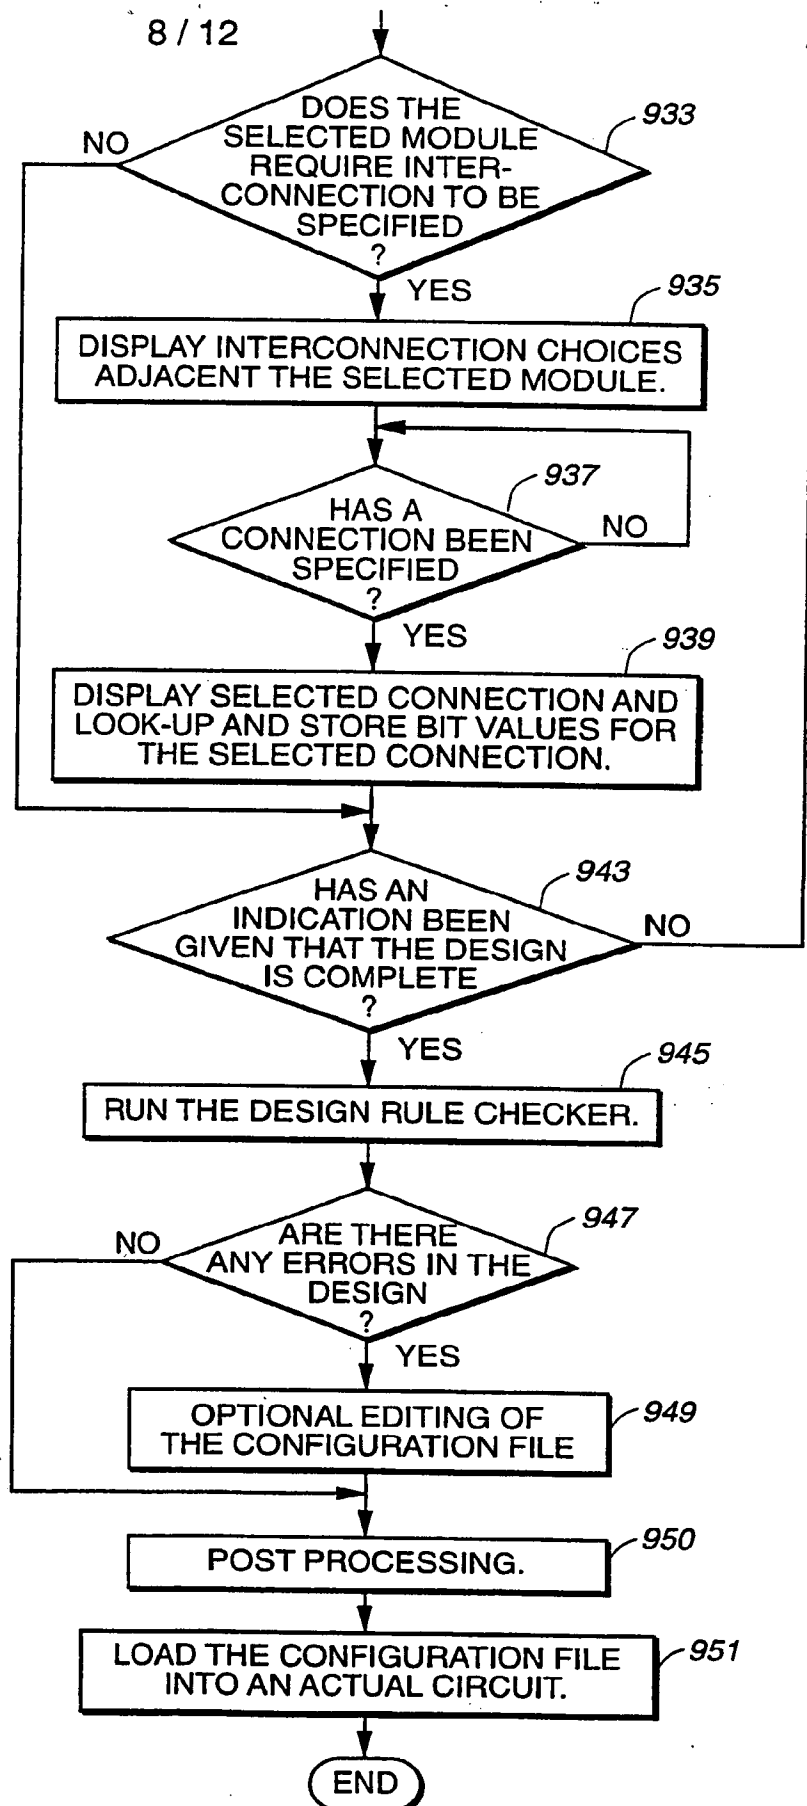 8 / 12
DOES THE
SELECTED MODULE
REQUIRE INTER-
CONNECTION TO BE
SPECIFIED
?
933
NO
YES
935
DISPLAY INTERCONNECTION CHOICES
ADJACENT THE SELECTED MODULE.
937
HAS A
CONNECTION BEEN
SPECIFIED
?
NO
YES
939
DISPLAY SELECTED CONNECTION AND
LOOK-UP AND STORE BIT VALUES FOR
THE SELECTED CONNECTION.
943
HAS AN
INDICATION BEEN
GIVEN THAT THE DESIGN
IS COMPLETE
?
NO
YES
945
RUN THE DESIGN RULE CHECKER.
947
NO
ARE THERE
ANY ERRORS IN THE
DESIGN
?
YES
949
OPTIONAL EDITING OF
THE CONFIGURATION FILE
950
POST PROCESSING.
951
LOAD THE CONFIGURATION FILE
INTO AN ACTUAL CIRCUIT.
END